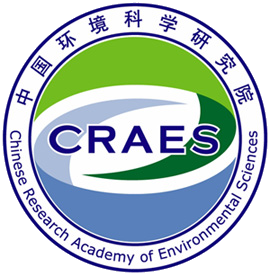 中国环境科学研究院
CRAES
Chinese Research Academy of Environmental Sciences